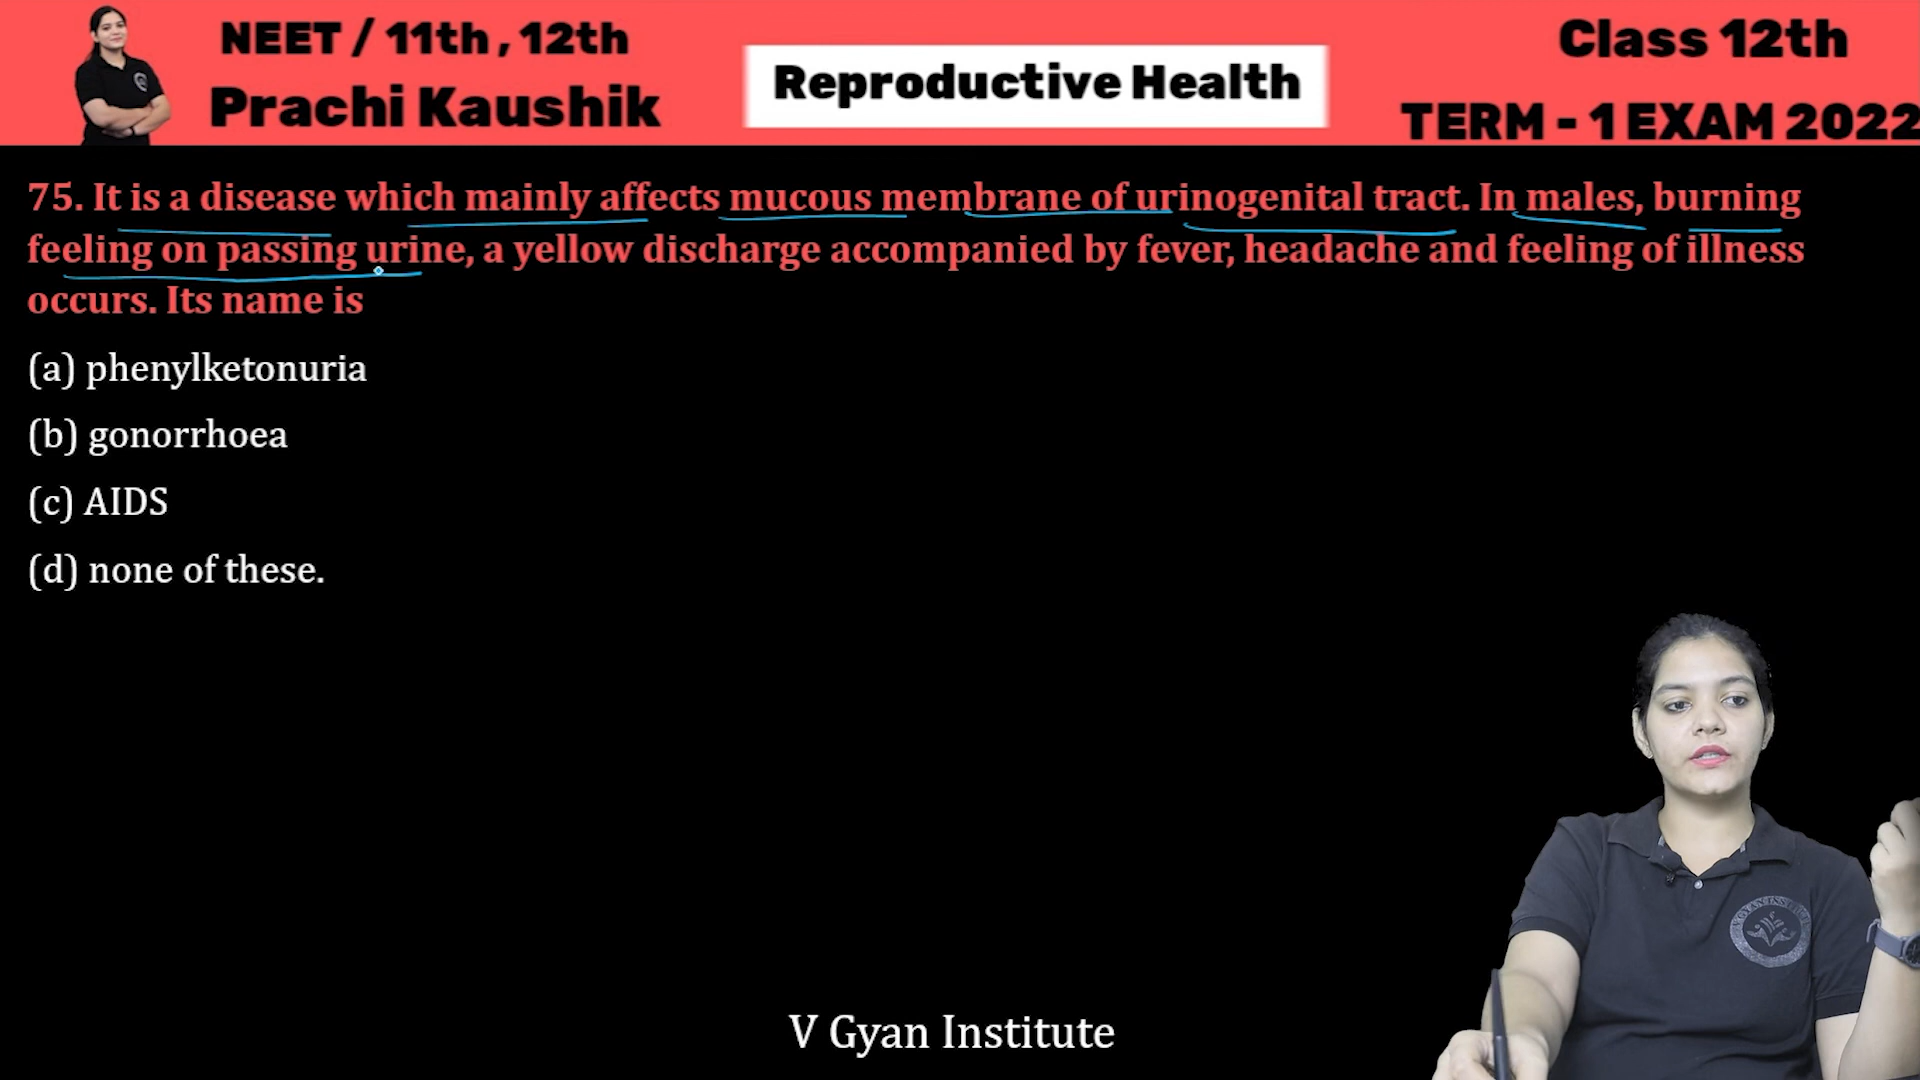 NEET / 11th , 12th
Prachi Kaushik
Reproductive Health
Class 12th
TERM - 1 EXAM 2022
75. It is a disease which mainly affects mucous membrane of urinogenital tract. In males, burning
feeling on passing urine, a yellow discharge accompanied by fever, headache and feeling of illness
occurs. Its name is
(a) phenylketonuria
(b) gonorrhoea
(c) AIDS
(d) none of these.
V Gyan Institute